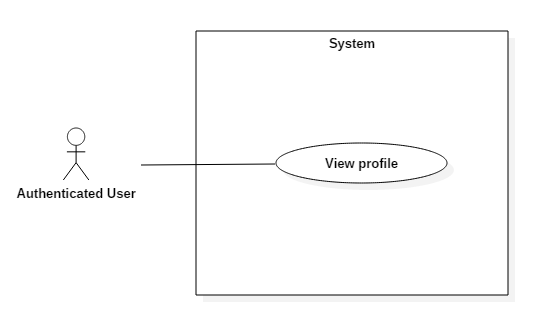 System
View profile
Authenticated User